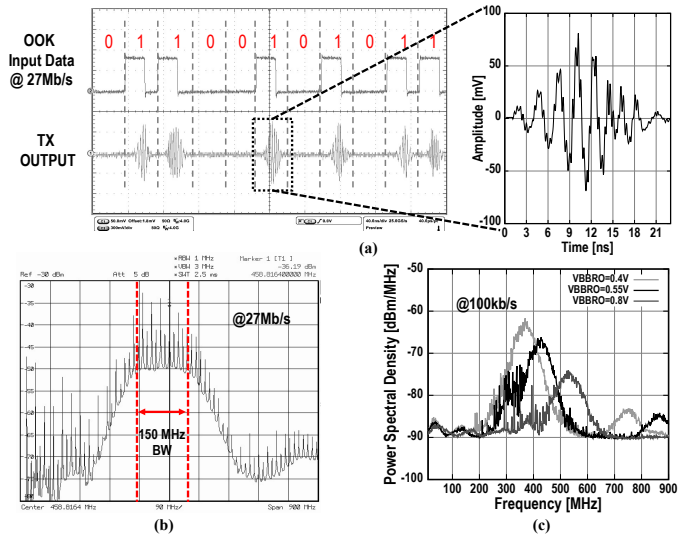 OOK
Input Data
@ 27Mb/s
0 1 1 0 0 1 0 1 0 1 1
TX
OUTPUT
100
50
0
-50
-100
Amplitude [mV]
0 3 6 9 12 15 18 21
Time [ns]
(a)
*RBW 1 MHz Marker 1 [T1 ]
*VBW 3 MHz -36.19 dBm
Ref -30 dBm Att 5 dB *SWT 2.5 ms 458.816400000 MHz
@27Mb/s
150 MHz
BW
Center 458.8164 MHz 90 MHz/ Span 900 MHz
(b)
-50
-60
-70
-80
-90
-100
Power Spectral Density [dBm/MHz]
@100kb/s
VBBRO=0.4V
VBBRO=0.55V
VBBRO=0.8V
100 200 300 400 500 600 700 800 900
Frequency [MHz]
(c)